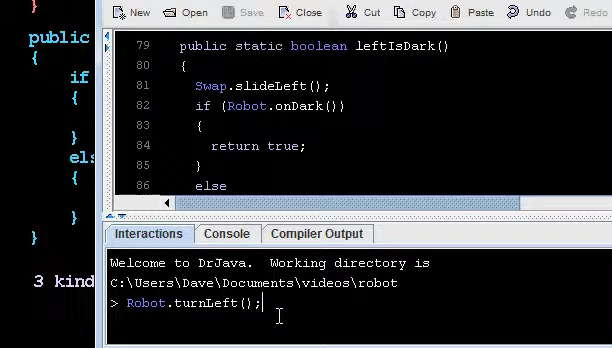 }
public
{
if
{
}
els
{
}
}
3 kind
New Open Save Close Cut Copy Paste Undo Redo
79 public static boolean leftIsDark()
80 {
81 Swap.slideLeft();
82 if (Robot.onDark())
83 {
84 return true;
85 }
86 else
Interactions Console Compiler Output
Welcome to DrJava. Working directory is
C:\Users\Dave\Documents\videos\robot
> Robot.turnLeft();